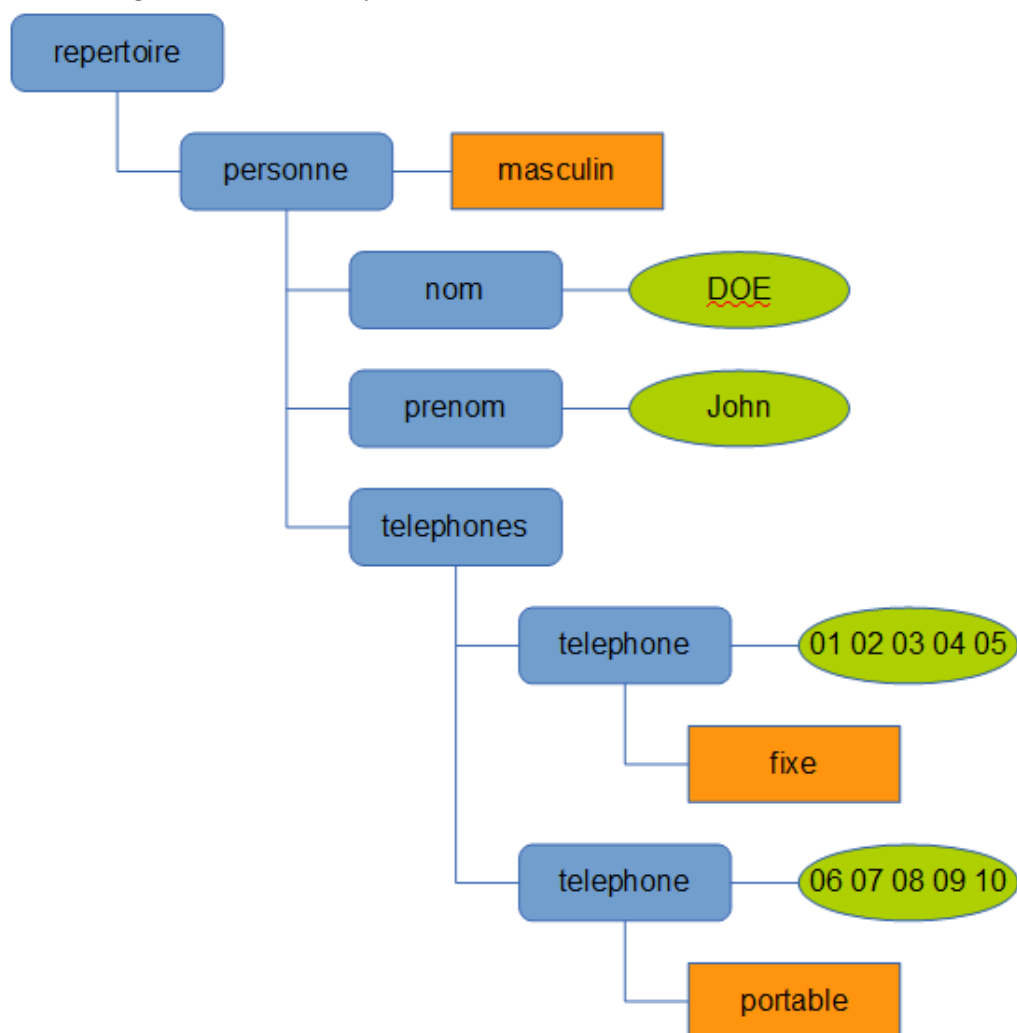 repertoire
personne
masculin
nom
DOE
prenom
John
telephones
telephone
01 02 03 04 05
fixe
telephone
06 07 08 09 10
portable